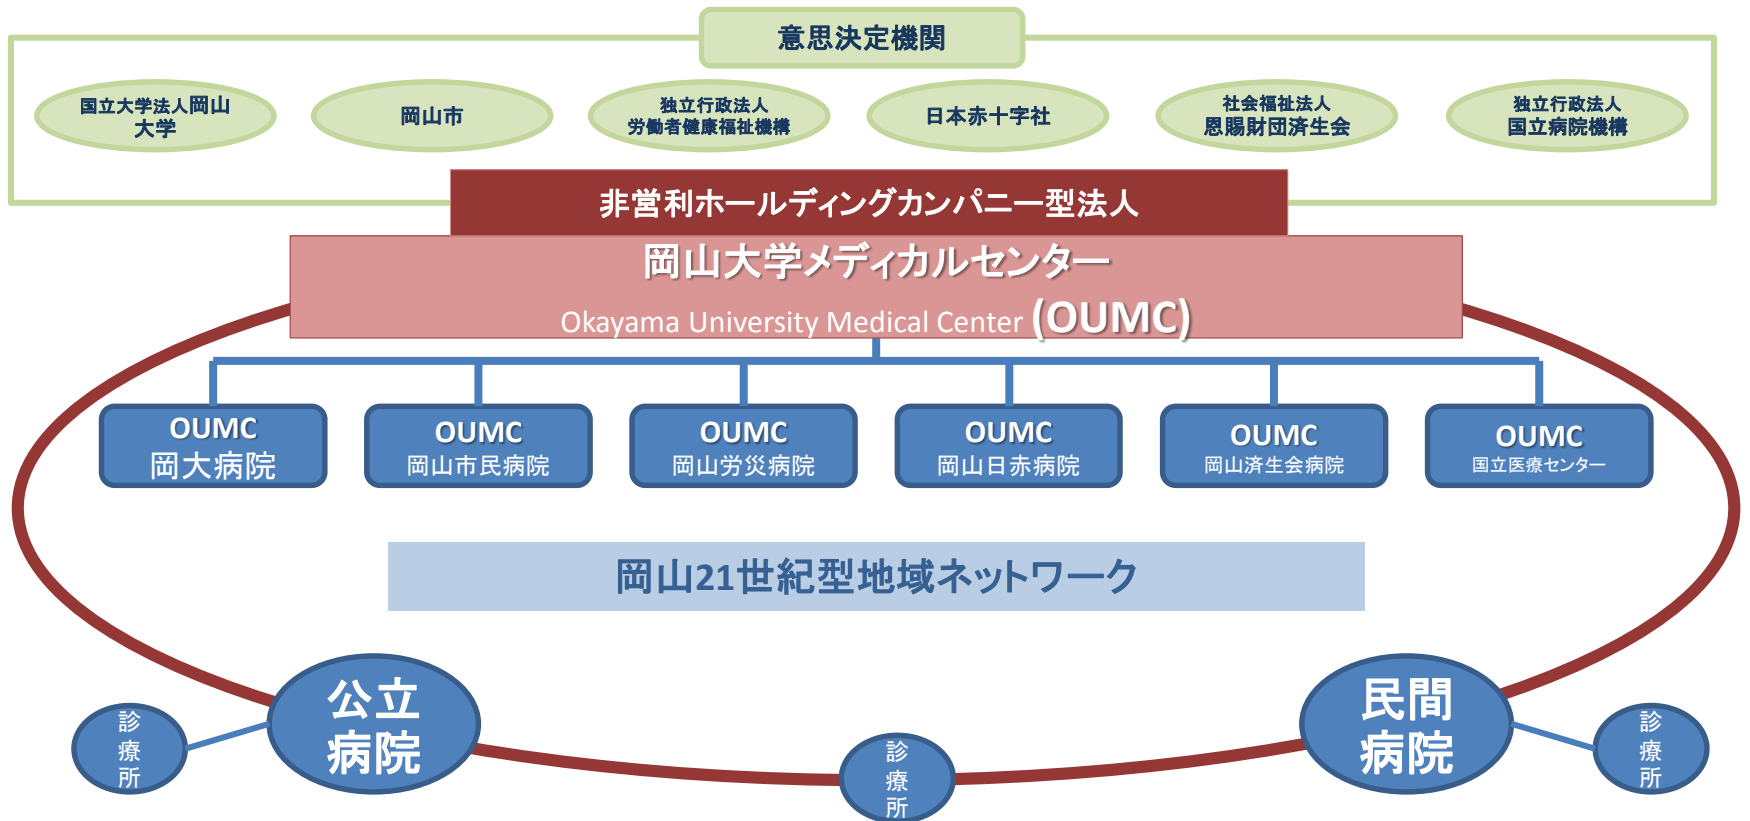 意思決定機関
国立大学法人岡山
大学
岡山市
独立行政法人
労働者健康福祉機構
日本赤十字社
社会福祉法人
恩賜財団済生会
独立行政法人
国立病院機構
非営利ホールディングカンパニー型法人
岡山大学メディカルセンター
Okayama University Medical Center (OUMC)
OUMC
岡大病院
OUMC
岡山市民病院
OUMC
岡山労災病院
OUMC
岡山日赤病院
OUMC
岡山済生会病院
OUMC
国立医療センター
岡山21世紀型地域ネットワーク
公立
病院
民間
病院
診
療
所
診
療
所
診
療
所